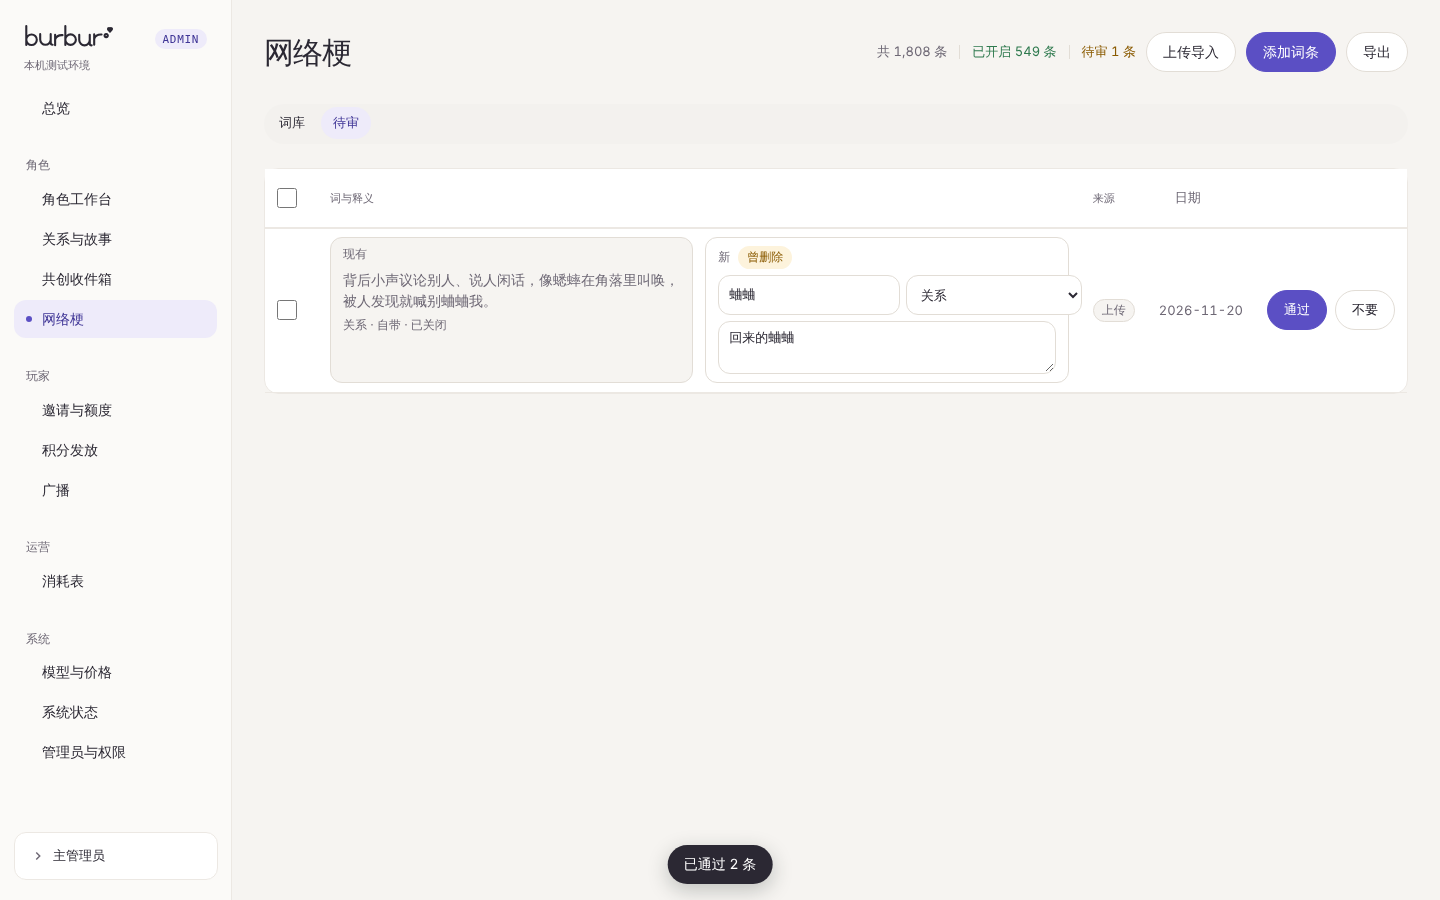 burbur
ADMIN
本机测试环境
总览
角色
角色工作台
关系与故事
共创收件箱
网络梗
玩家
邀请与额度
积分发放
广播
运营
消耗表
系统
模型与价格
系统状态
管理员与权限
主管理员
网络梗
共 1,808 条
已开启 549 条
待审 1 条
上传导入
添加词条
导出
词库
待审
词与释义
来源
日期
现有
背后小声议论别人、说人闲话，像蟋蟀在角落里叫唤，
被人发现就喊别蛐蛐我。
关系 · 自带 · 已关闭
新
曾删除
蛐蛐
关系
回来的蛐蛐
上传
2026-11-20
通过
不要
已通过 2 条